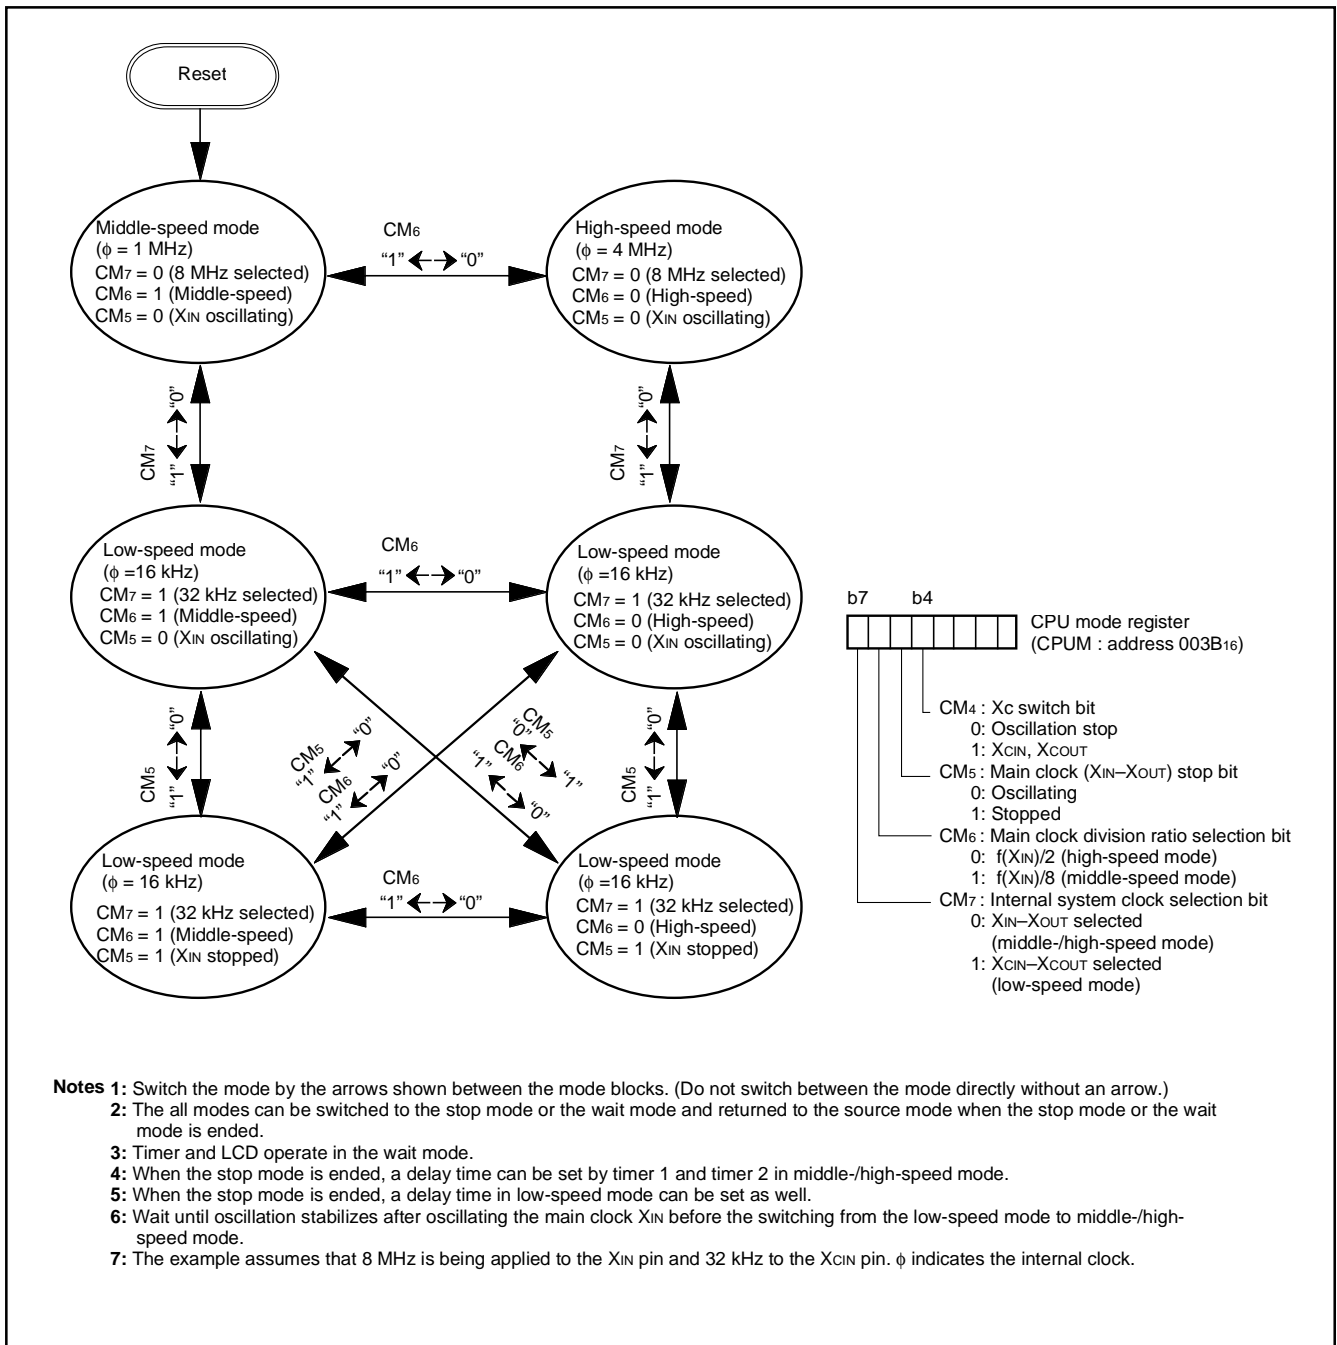 Reset
Middle-speed mode
(ϕ = 1 MHz)
CM7 = 0 (8 MHz selected)
CM6 = 1 (Middle-speed)
CM5 = 0 (XIN oscillating)
CM6
“1” “0”
High-speed mode
(ϕ = 4 MHz)
CM7 = 0 (8 MHz selected)
CM6 = 0 (High-speed)
CM5 = 0 (XIN oscillating)
CM7
“1” “0”
CM7
“1” “0”
Low-speed mode
(ϕ =16 kHz)
CM7 = 1 (32 kHz selected)
CM6 = 1 (Middle-speed)
CM5 = 0 (XIN oscillating)
CM6
“1” “0”
Low-speed mode
(ϕ =16 kHz)
CM7 = 1 (32 kHz selected)
CM6 = 0 (High-speed)
CM5 = 0 (XIN oscillating)
CM5
“1” “0”
CM5
“1” “0”
CM6
“1” “0”
CM5
“0” “1”
CM6
“1” “0”
CM5
“1” “0”
Low-speed mode
(ϕ = 16 kHz)
CM7 = 1 (32 kHz selected)
CM6 = 1 (Middle-speed)
CM5 = 1 (XIN stopped)
CM6
“1” “0”
Low-speed mode
(ϕ =16 kHz)
CM7 = 1 (32 kHz selected)
CM6 = 0 (High-speed)
CM5 = 1 (XIN stopped)
b7 b4
CPU mode register
(CPUM : address 003B16)
CM4 : Xc switch bit
0: Oscillation stop
1: XCIN, XCOUT
CM5 : Main clock (XIN–XOUT) stop bit
0: Oscillating
1: Stopped
CM6 : Main clock division ratio selection bit
0: f(XIN)/2 (high-speed mode)
1: f(XIN)/8 (middle-speed mode)
CM7 : Internal system clock selection bit
0: XIN–XOUT selected
(middle-/high-speed mode)
1: XCIN–XCOUT selected
(low-speed mode)
Notes 1: Switch the mode by the arrows shown between the mode blocks. (Do not switch between the mode directly without an arrow.)
2: The all modes can be switched to the stop mode or the wait mode and returned to the source mode when the stop mode or the wait
mode is ended.
3: Timer and LCD operate in the wait mode.
4: When the stop mode is ended, a delay time can be set by timer 1 and timer 2 in middle-/high-speed mode.
5: When the stop mode is ended, a delay time in low-speed mode can be set as well.
6: Wait until oscillation stabilizes after oscillating the main clock XIN before the switching from the low-speed mode to middle-/high-
speed mode.
7: The example assumes that 8 MHz is being applied to the XIN pin and 32 kHz to the XCIN pin. ϕ indicates the internal clock.